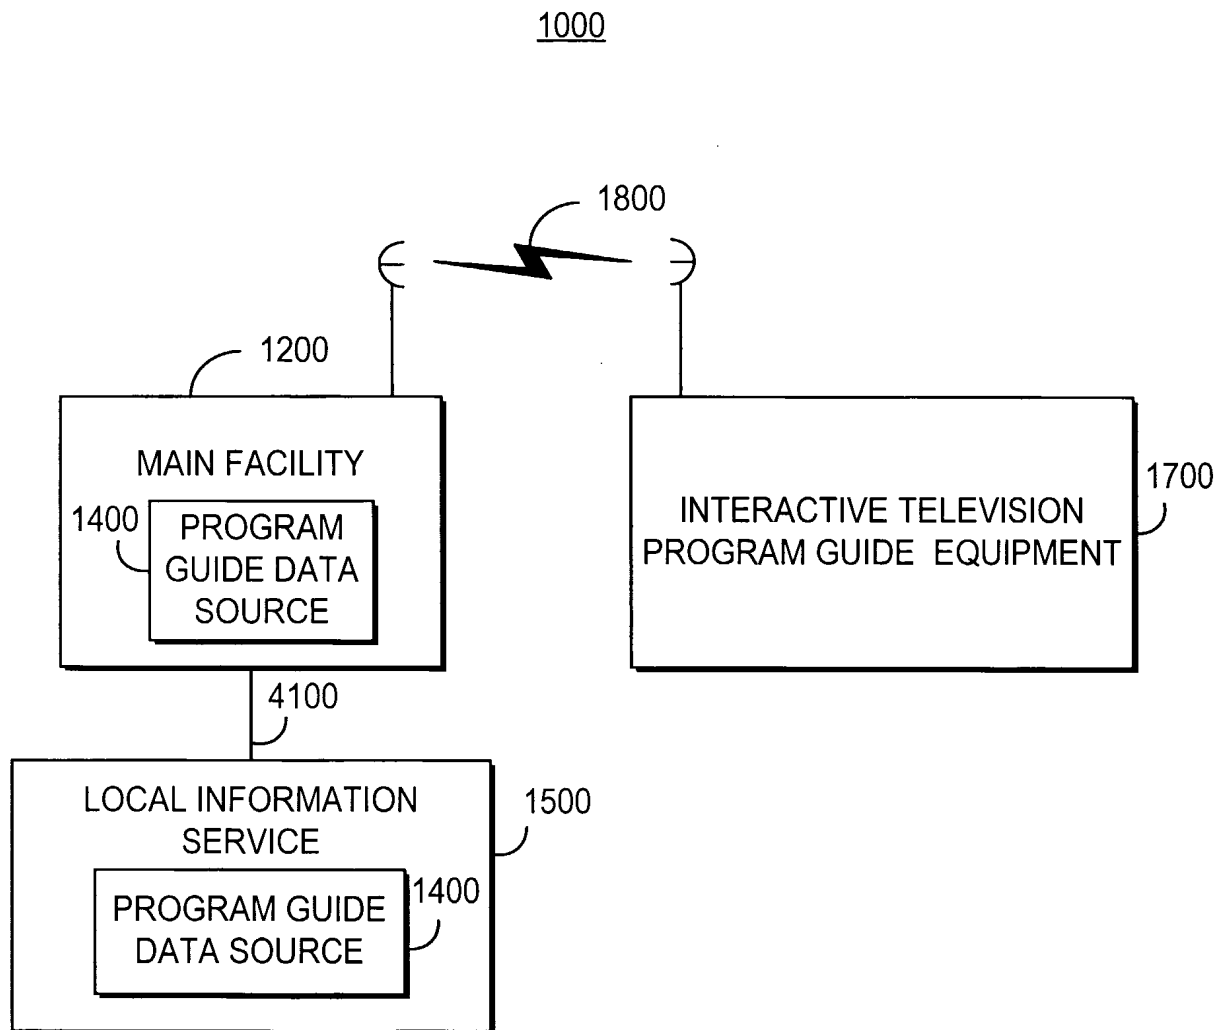 1000
1800
1200
MAIN FACILITY
1400
PROGRAM
GUIDE DATA
SOURCE
INTERACTIVE TELEVISION
PROGRAM GUIDE EQUIPMENT
1700
4100
LOCAL INFORMATION
SERVICE
1500
PROGRAM GUIDE
DATA SOURCE
1400